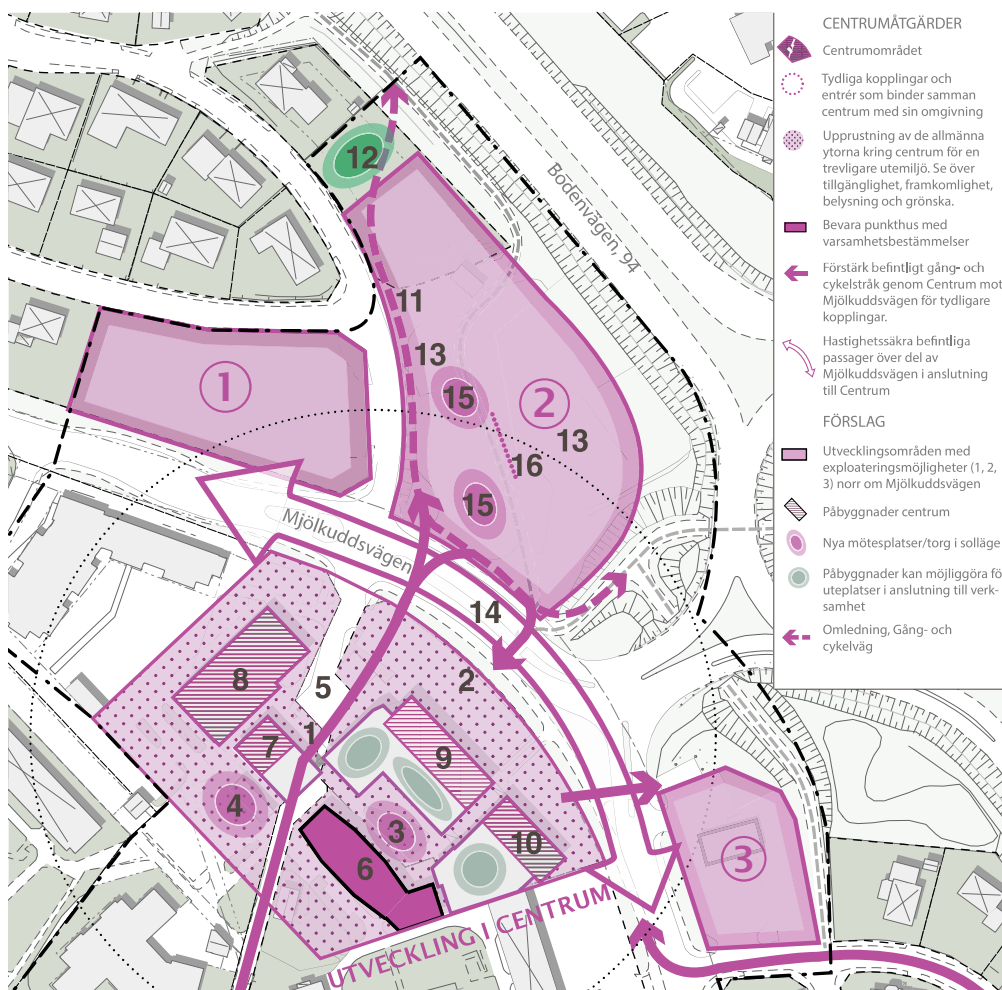 CENTRUMÅTGÄRDER
Centrumområdet
Tydliga kopplingar och
entrér som binder samman
centrum med sin omgivning
Upprustning av de allmänna
ytorna kring centrum för en
trevligare utemiljö. Se över
tillgänglighet, framkomlighet,
belysning och grönska.
Bevara punkthus med
varsamhetsbestämmelser
Förstärk befintligt gång- och
cykelstråk genom Centrum mot
Mjölkuddsvägen för tydligare
kopplingar.
Hastighetssäkra befintliga
passager över del av
Mjölkuddsvägen i anslutning
till Centrum
FÖRSLAG
Utvecklingsområden med
exploateringsmöjligheter (1, 2,
3) norr om Mjölkuddsvägen
Påbyggnader centrum
Nya mötesplatser/torg i solläge
Påbyggnader kan möjliggöra fö
uteplatser i anslutning till verk-
samhet
Omledning, Gång- och
cykelväg
12
Bodenvägen, 94
11
13
1
15
2
13
16
15
Mjölkuddsvägen
14
8
5
2
7
1
9
4
3
10
6
3
UTVECKLING I CENTRUM